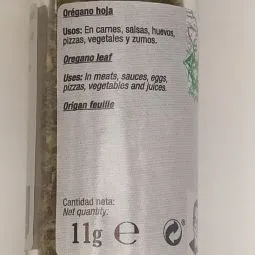 Orégano hoja
Usos: En carnes, salsas, huevos,
pizzas, vegetales y zumos.
Oregano leaf
Uses: In meats, sauces, eggs,
pizzas, vegetables and juices.
Origan feuille
Cantidad neta:
Net quantity:
11g ℮